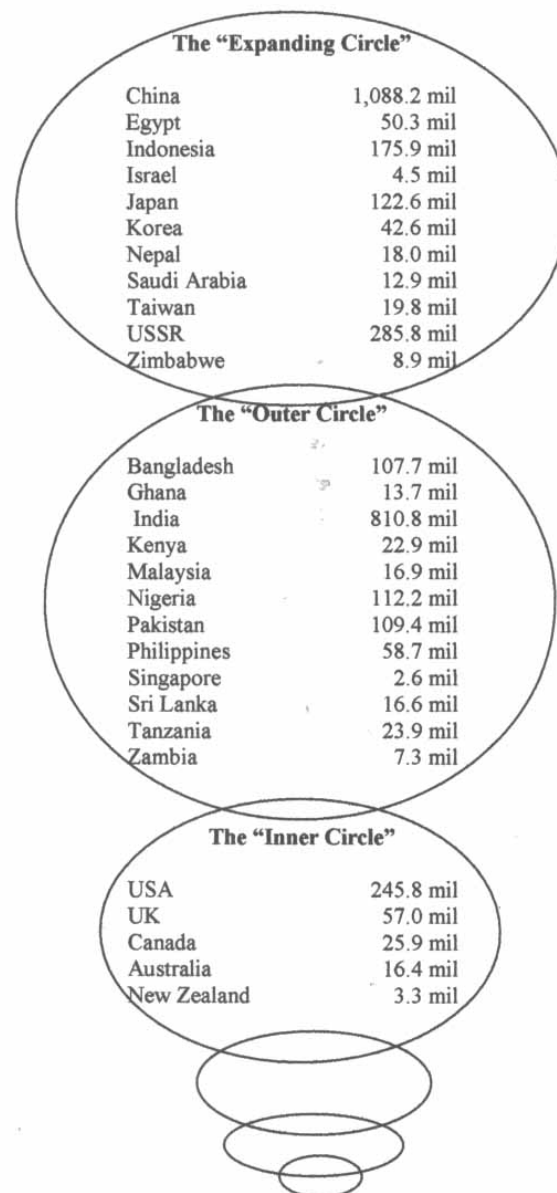 The “Expanding Circle”
China 1,088.2 mil
Egypt 50.3 mil
Indonesia 175.9 mil
Israel 4.5 mil
Japan 122.6 mil
Korea 42.6 mil
Nepal 18.0 mil
Saudi Arabia 12.9 mil
Taiwan 19.8 mil
USSR 285.8 mil
Zimbabwe 8.9 mil
The “Outer Circle”
Bangladesh 107.7 mil
Ghana 13.7 mil
India 810.8 mil
Kenya 22.9 mil
Malaysia 16.9 mil
Nigeria 112.2 mil
Pakistan 109.4 mil
Philippines 58.7 mil
Singapore 2.6 mil
Sri Lanka 16.6 mil
Tanzania 23.9 mil
Zambia 7.3 mil
The “Inner Circle”
USA 245.8 mil
UK 57.0 mil
Canada 25.9 mil
Australia 16.4 mil
New Zealand 3.3 mil